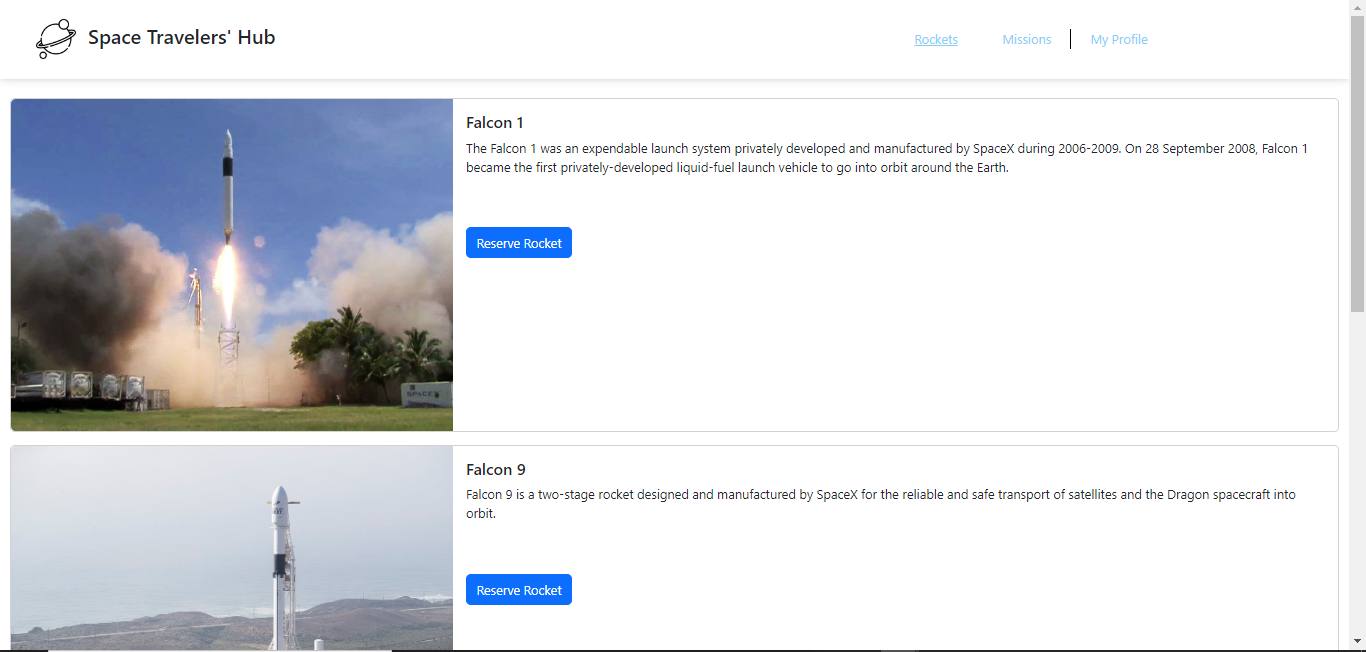 Space Travelers' Hub
Rockets
Missions
My Profile
Falcon 1
The Falcon 1 was an expendable launch system privately developed and manufactured by SpaceX during 2006-2009. On 28 September 2008, Falcon 1
became the first privately-developed liquid-fuel launch vehicle to go into orbit around the Earth.
Reserve Rocket
SPACEX
Falcon 9
Falcon 9 is a two-stage rocket designed and manufactured by SpaceX for the reliable and safe transport of satellites and the Dragon spacecraft into
orbit.
Reserve Rocket